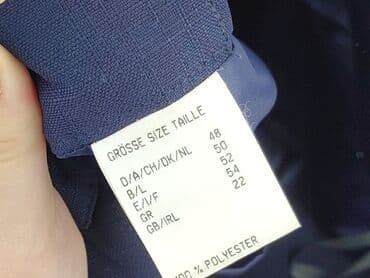 GRÖSSE SIZE TAILLE
D/A/CH/DK/NL 48
B/L 50
E/I/F 52
GR 54
GB/IRL 22
100 % POLYESTER